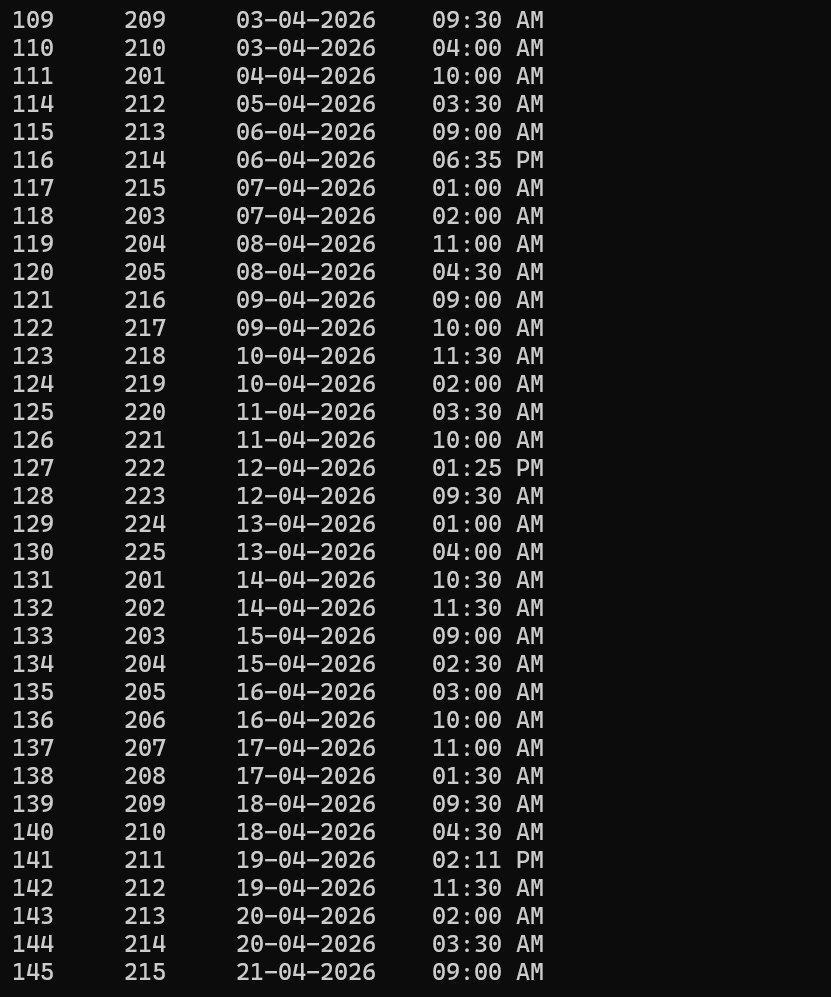 109     209     03-04-2026    09:30 AM
110     210     03-04-2026    04:00 AM
111     201     04-04-2026    10:00 AM
114     212     05-04-2026    03:30 AM
115     213     06-04-2026    09:00 AM
116     214     06-04-2026    06:35 PM
117     215     07-04-2026    01:00 AM
118     203     07-04-2026    02:00 AM
119     204     08-04-2026    11:00 AM
120     205     08-04-2026    04:30 AM
121     216     09-04-2026    09:00 AM
122     217     09-04-2026    10:00 AM
123     218     10-04-2026    11:30 AM
124     219     10-04-2026    02:00 AM
125     220     11-04-2026    03:30 AM
126     221     11-04-2026    10:00 AM
127     222     12-04-2026    01:25 PM
128     223     12-04-2026    09:30 AM
129     224     13-04-2026    01:00 AM
130     225     13-04-2026    04:00 AM
131     201     14-04-2026    10:30 AM
132     202     14-04-2026    11:30 AM
133     203     15-04-2026    09:00 AM
134     204     15-04-2026    02:30 AM
135     205     16-04-2026    03:00 AM
136     206     16-04-2026    10:00 AM
137     207     17-04-2026    11:00 AM
138     208     17-04-2026    01:30 AM
139     209     18-04-2026    09:30 AM
140     210     18-04-2026    04:30 AM
141     211     19-04-2026    02:11 PM
142     212     19-04-2026    11:30 AM
143     213     20-04-2026    02:00 AM
144     214     20-04-2026    03:30 AM
145     215     21-04-2026    09:00 AM